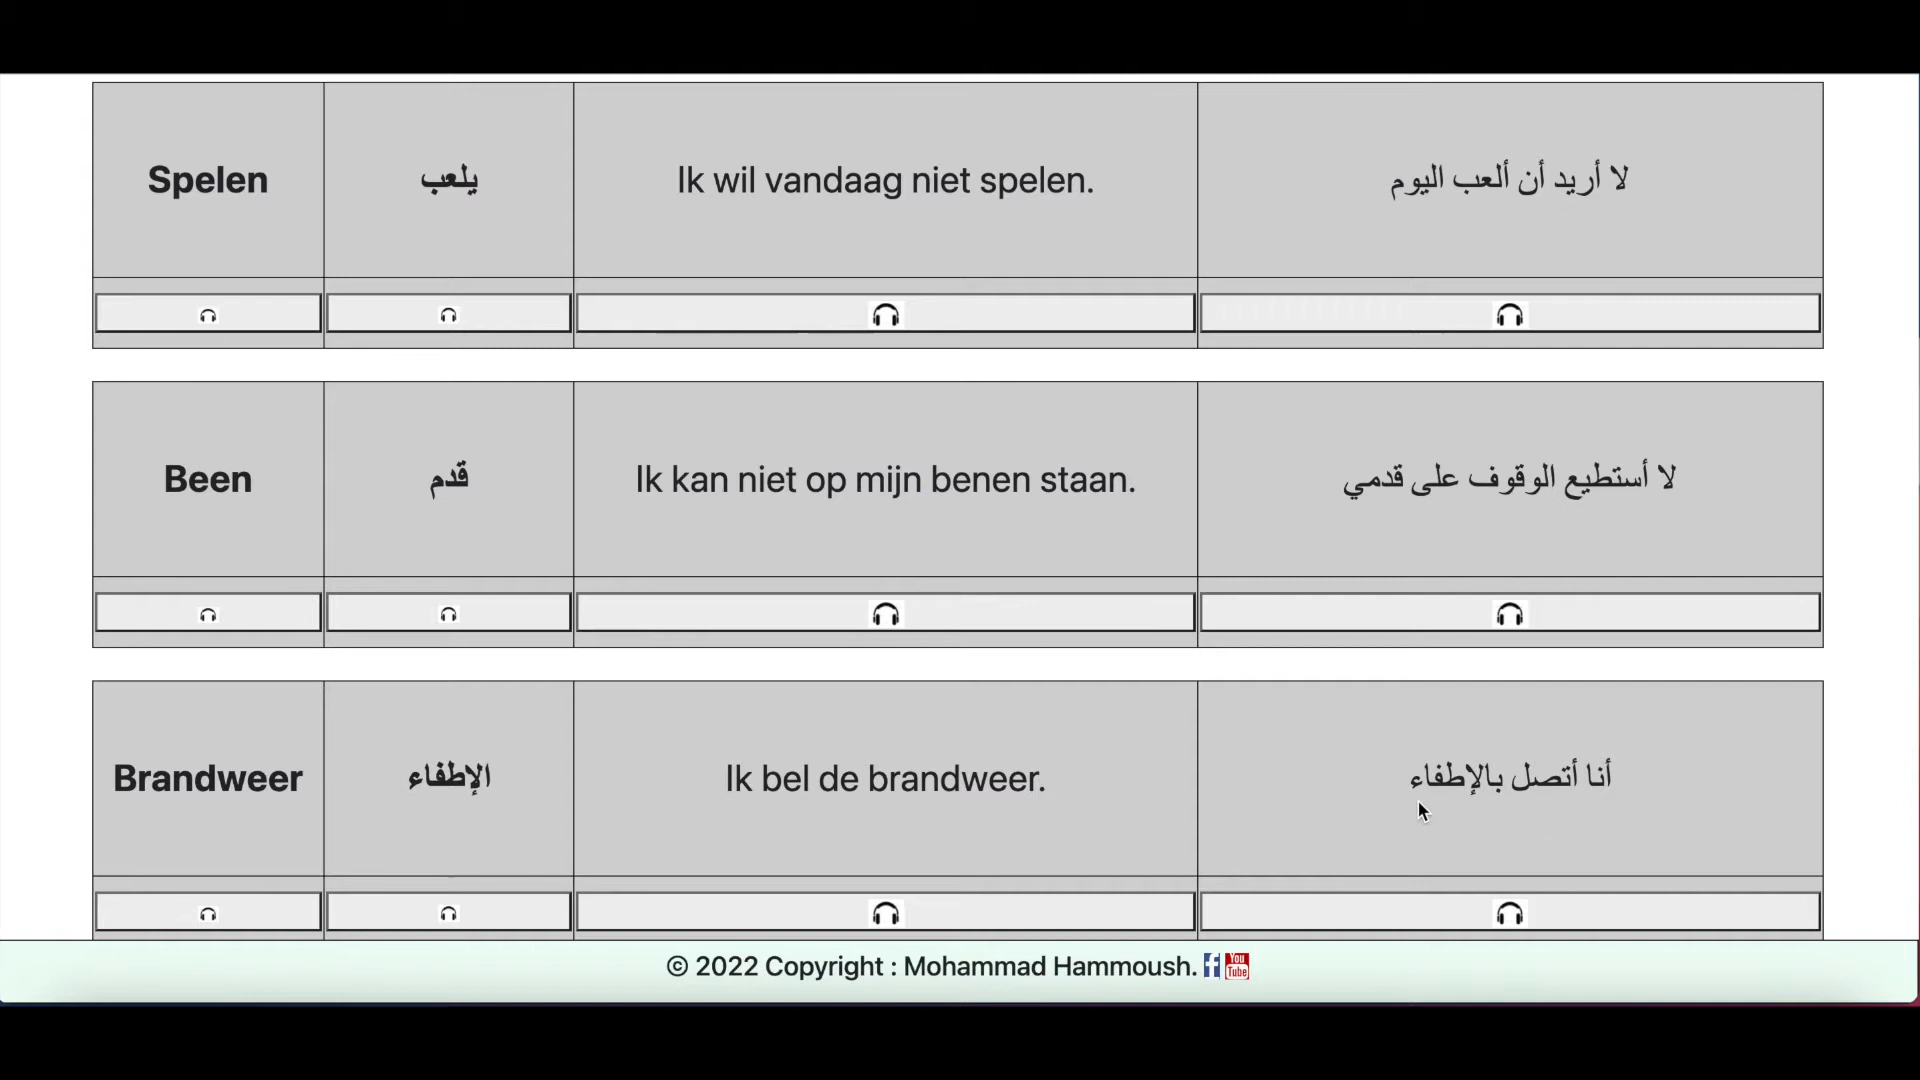 Spelen
يلعب
Ik wil vandaag niet spelen.
لا أريد أن ألعب اليوم
Been
قدم
Ik kan niet op mijn benen staan.
لا أستطيع الوقوف على قدمي
Brandweer
الإطفاء
Ik bel de brandweer.
أنا أتصل بالإطفاء
© 2022 Copyright : Mohammad Hammoush. f You Tube